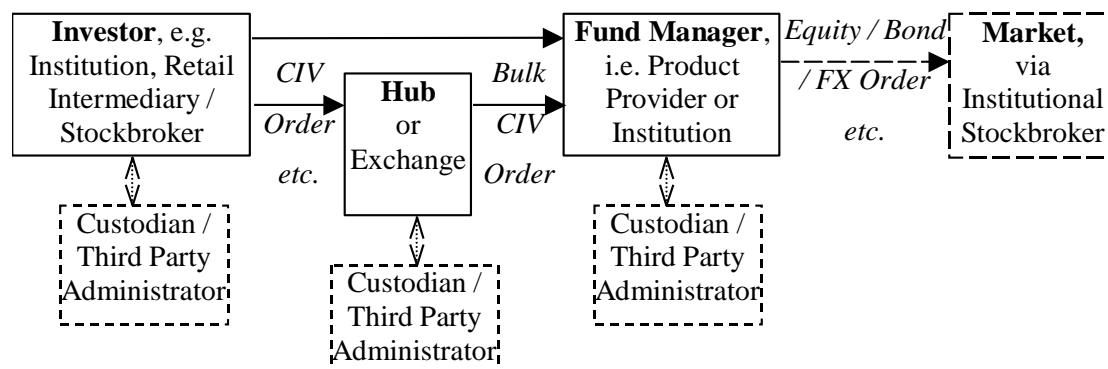 Investor, e.g.
Institution, Retail
Intermediary /
Stockbroker
CIV
Order
etc.
Hub
or
Exchange
Bulk
CIV
Order
Fund Manager,
i.e. Product
Provider or
Institution
Equity / Bond
/ FX Order
etc.
Market,
via
Institutional
Stockbroker
Custodian /
Third Party
Administrator
Custodian /
Third Party
Administrator
Custodian /
Third Party
Administrator